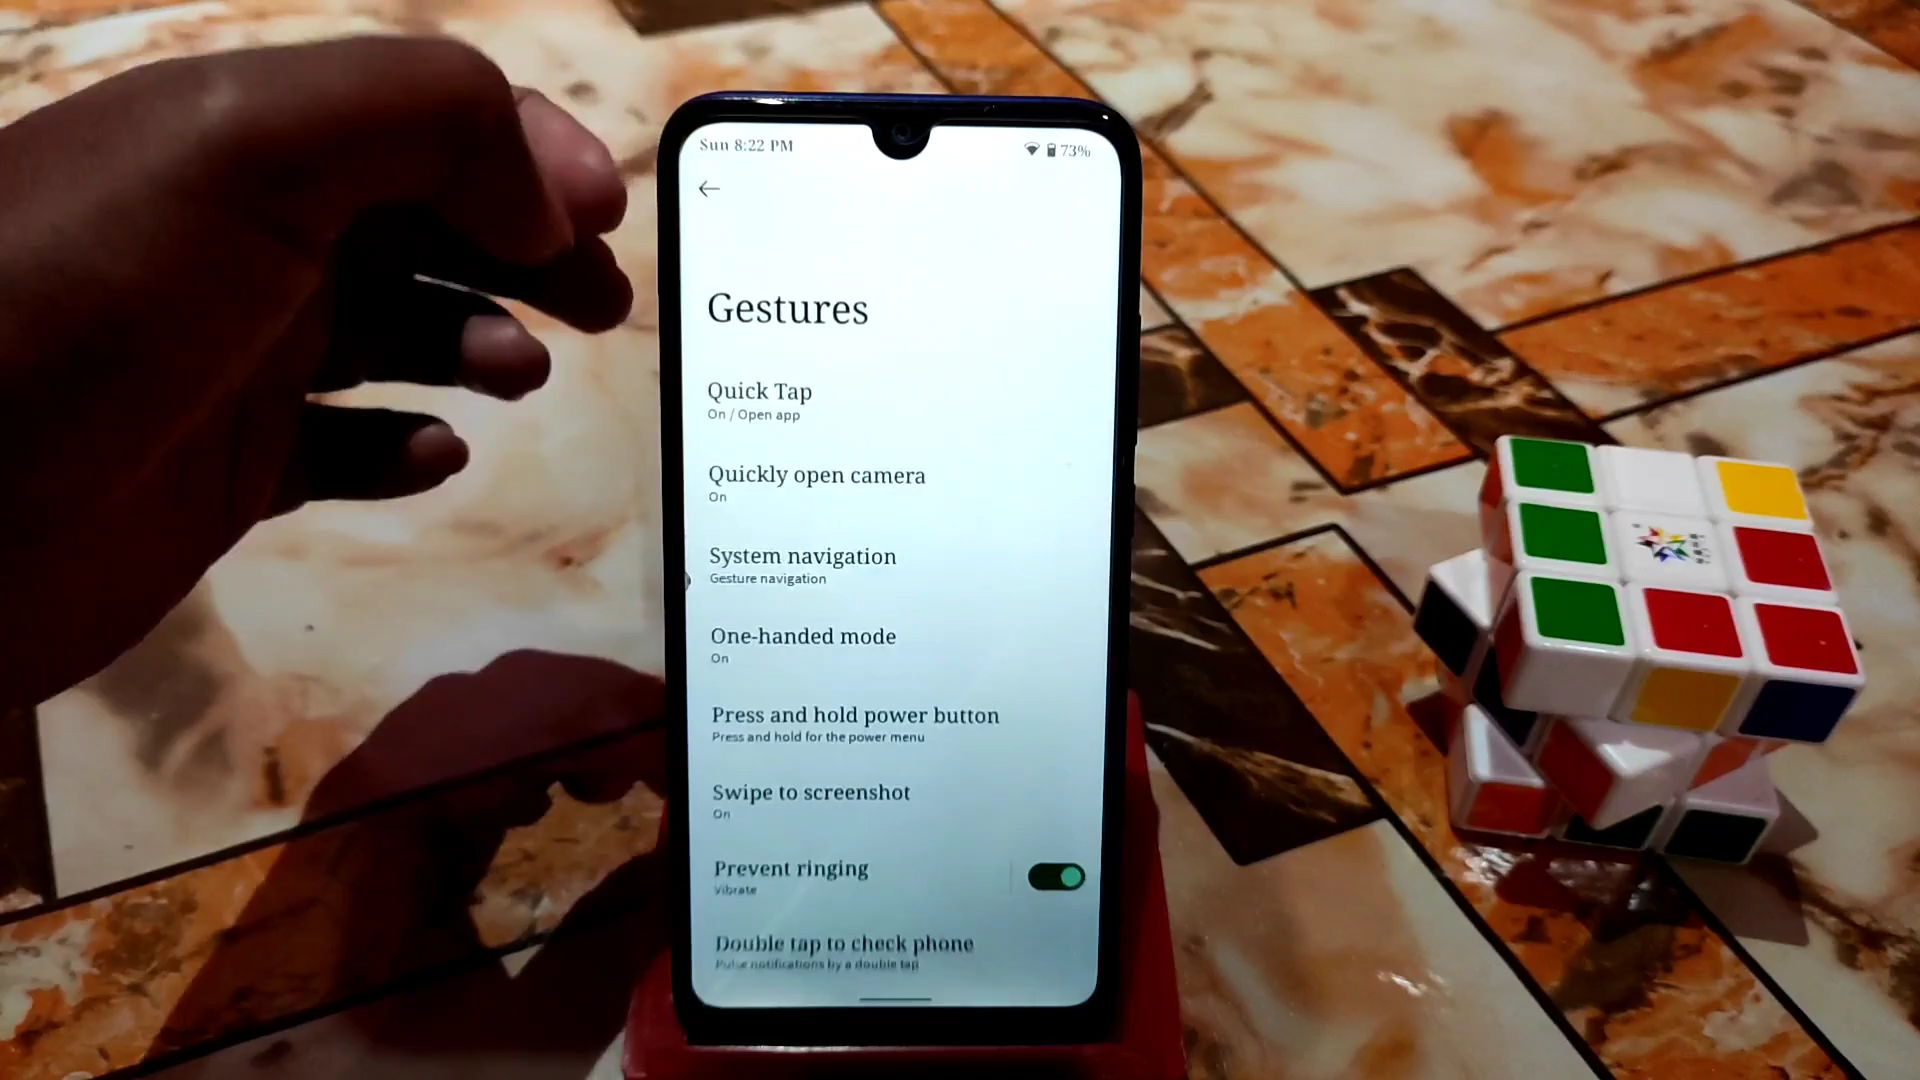 Sun 8:22 PM
73%
Gestures
Quick Tap
On / Open app
Quickly open camera
On
System navigation
Gesture navigation
One-handed mode
On
Press and hold power button
Press and hold for the power menu
Swipe to screenshot
On
Prevent ringing
Vibrate
Double tap to check phone
Pulse notifications by a double tap